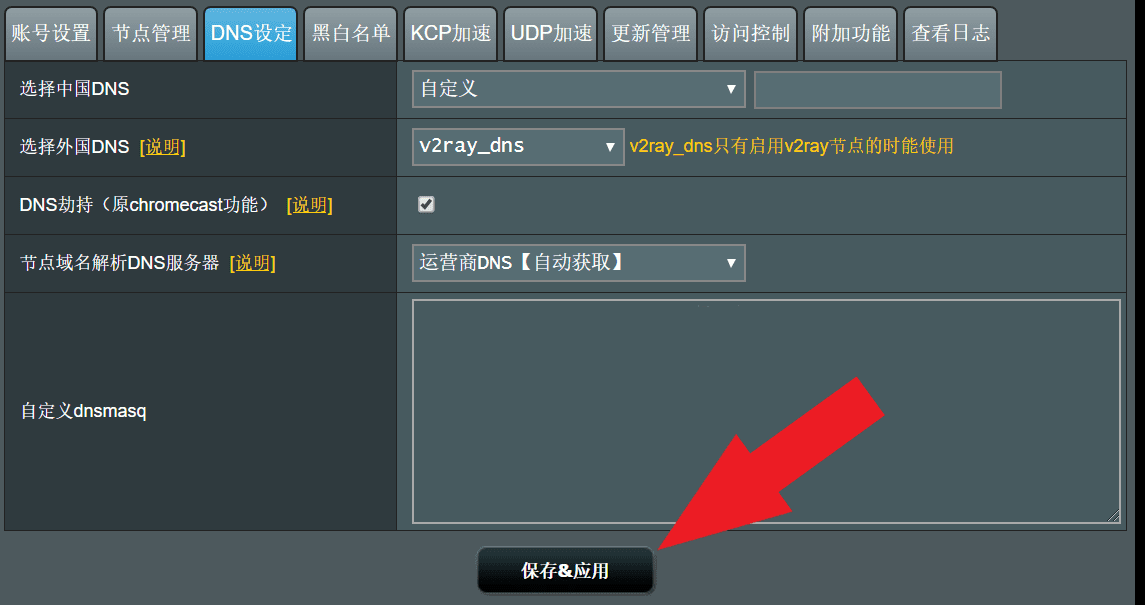 账号设置 节点管理 DNS设定 黑白名单 KCP加速 UDP加速 更新管理 访问控制 附加功能 查看日志
选择中国DNS 自定义
选择外国DNS [说明] v2ray_dns v2ray_dns只有启用v2ray节点的时能使用
DNS劫持（原chromecast功能） [说明]
节点域名解析DNS服务器 [说明] 运营商DNS【自动获取】
自定义dnsmasq
保存&应用